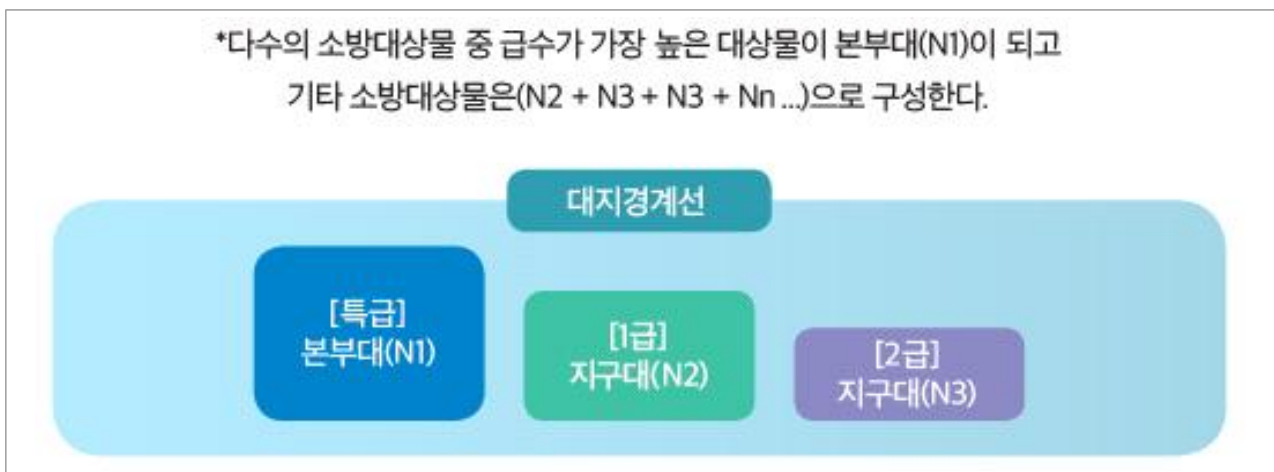 *다수의 소방대상물 중 급수가 가장 높은 대상물이 본부대(N1)이 되고
기타 소방대상물은(N2 + N3 + N3 + Nn ...)으로 구성한다.
대지경계선
[특급]
본부대(N1)
[1급]
지구대(N2)
[2급]
지구대(N3)